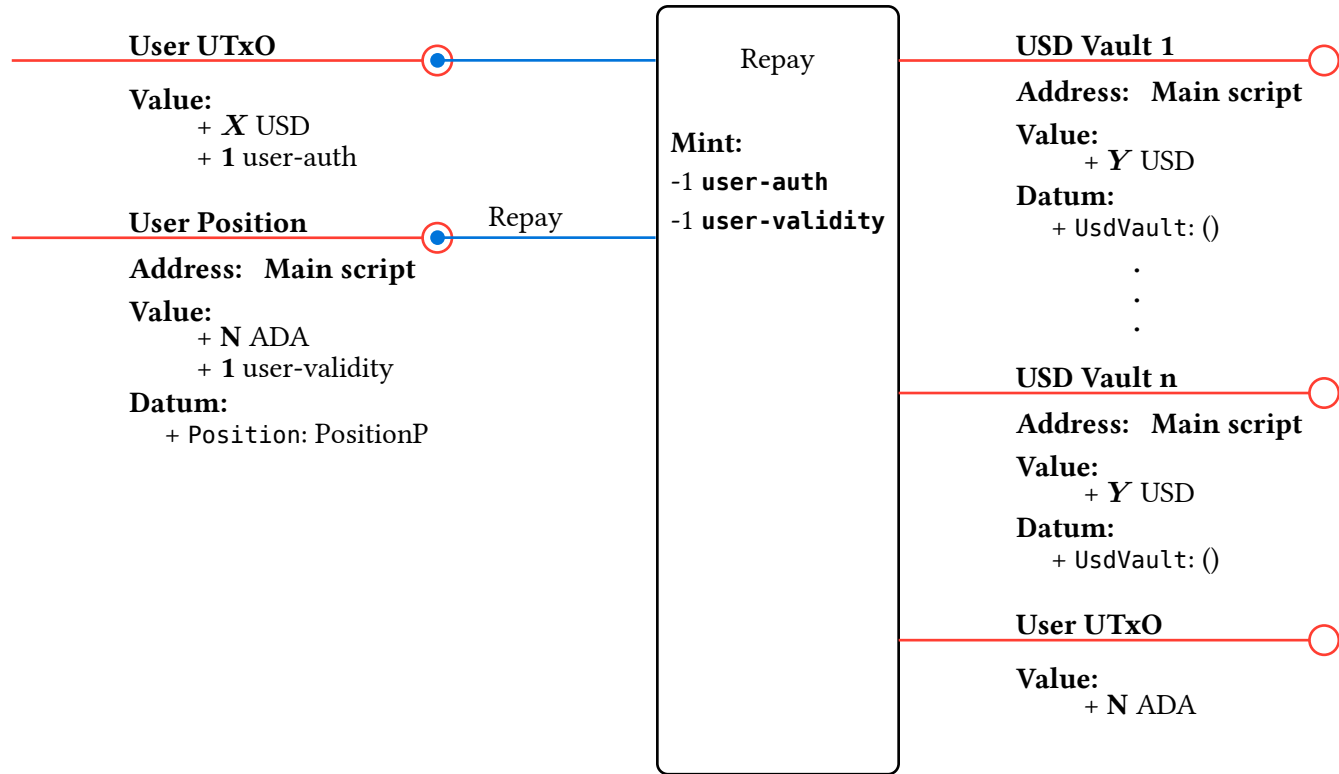 User UTxO
Value:
+ X USD
+ 1 user-auth
User Position
Repay
Address: Main script
Value:
+ N ADA
+ 1 user-validity
Datum:
+ Position: PositionP
Repay
Mint:
-1 user-auth
-1 user-validity
USD Vault 1
Address: Main script
Value:
+ Y USD
Datum:
+ UsdVault: ()
.
.
.
USD Vault n
Address: Main script
Value:
+ Y USD
Datum:
+ UsdVault: ()
User UTxO
Value:
+ N ADA